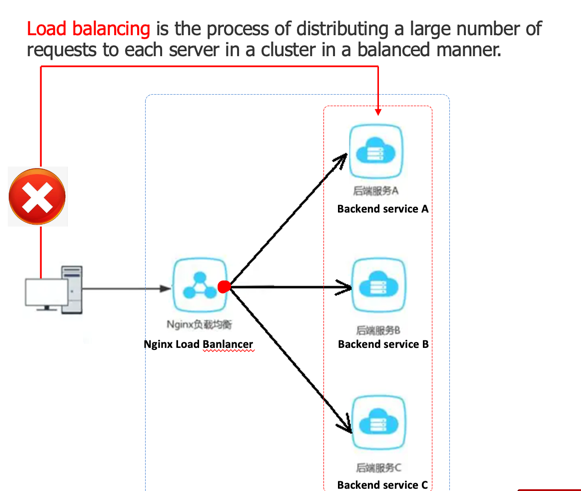 Load balancing is the process of distributing a large number of
requests to each server in a cluster in a balanced manner.
后端服务A
Backend service A
Nginx负载均衡
Nginx Load Banlancer
后端服务B
Backend service B
后端服务C
Backend service C